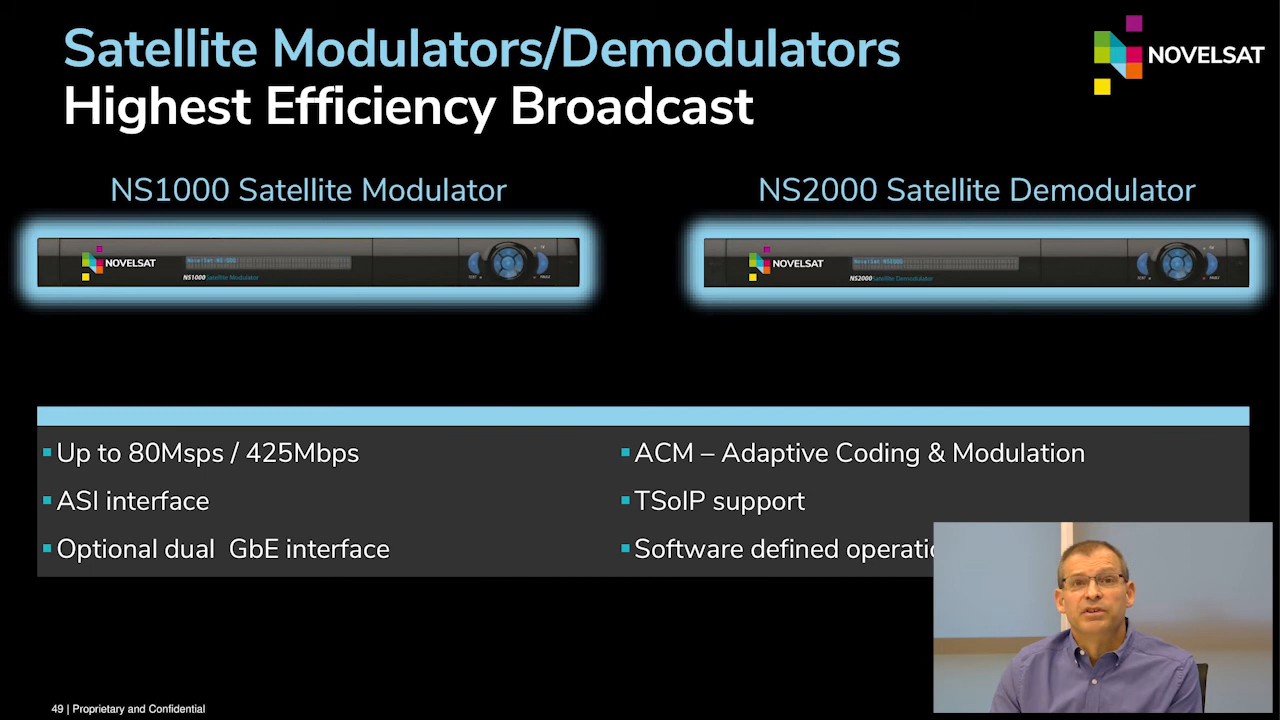 Satellite Modulators/Demodulators
Highest Efficiency Broadcast
NOVELSAT
NS1000 Satellite Modulator
NS2000 Satellite Demodulator
NOVELSAT
NS1000 Satellite Modulator
NOVELSAT
NovelSat NS2000
NS2000 Satellite Demodulator
Up to 80Msps / 425Mbps
ASI interface
Optional dual GbE interface
ACM – Adaptive Coding & Modulation
TSoIP support
Software defined
49 | Proprietary and Confidential